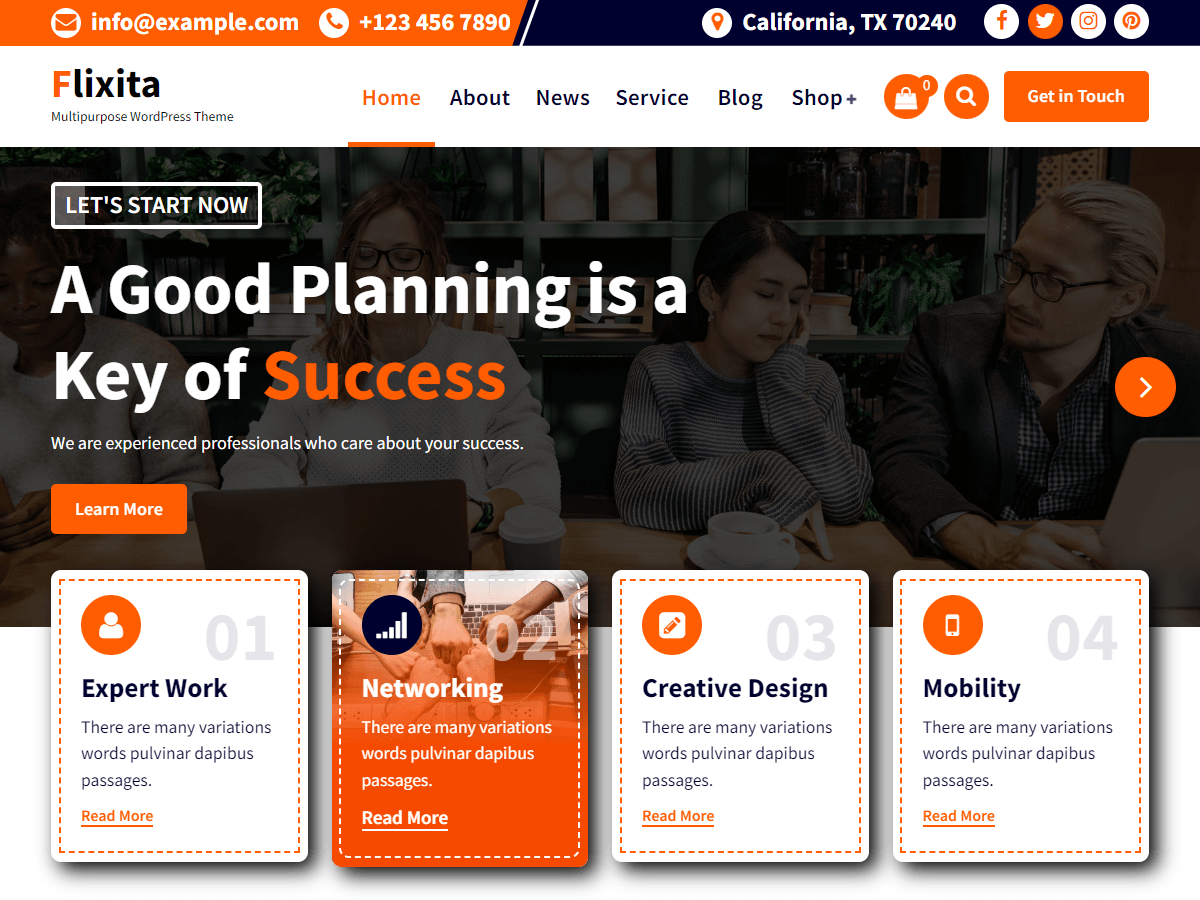 info@example.com +123 456 7890 California, TX 70240
Flixita
Multipurpose WordPress Theme
Home About News Service Blog Shop+ 0 Get in Touch
LET'S START NOW
A Good Planning is a
Key of Success
We are experienced professionals who care about your success.
Learn More
01
Expert Work
There are many variations
words pulvinar dapibus
passages.
Read More
02
Networking
There are many variations
words pulvinar dapibus
passages.
Read More
03
Creative Design
There are many variations
words pulvinar dapibus
passages.
Read More
04
Mobility
There are many variations
words pulvinar dapibus
passages.
Read More